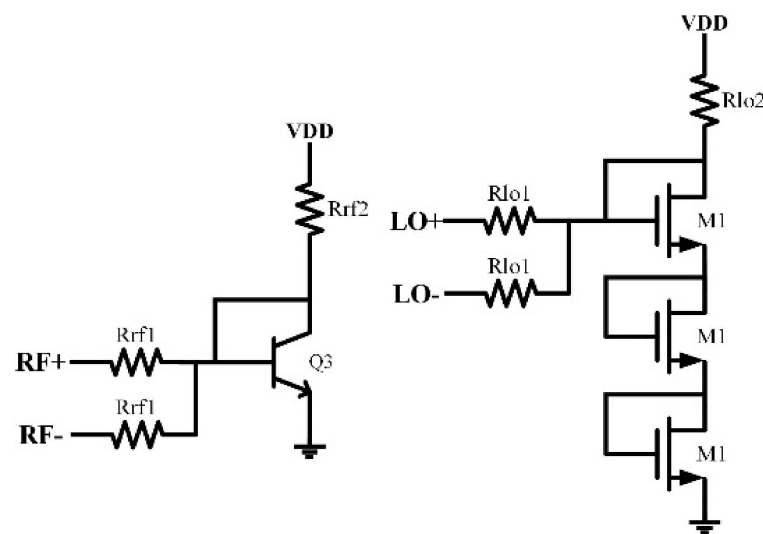 VDD
Rrf2
Rrf1
RF+
Q3
Rrf1
RF-
VDD
Rlo2
Rlo1
LO+
M1
Rlo1
LO-
M1
M1